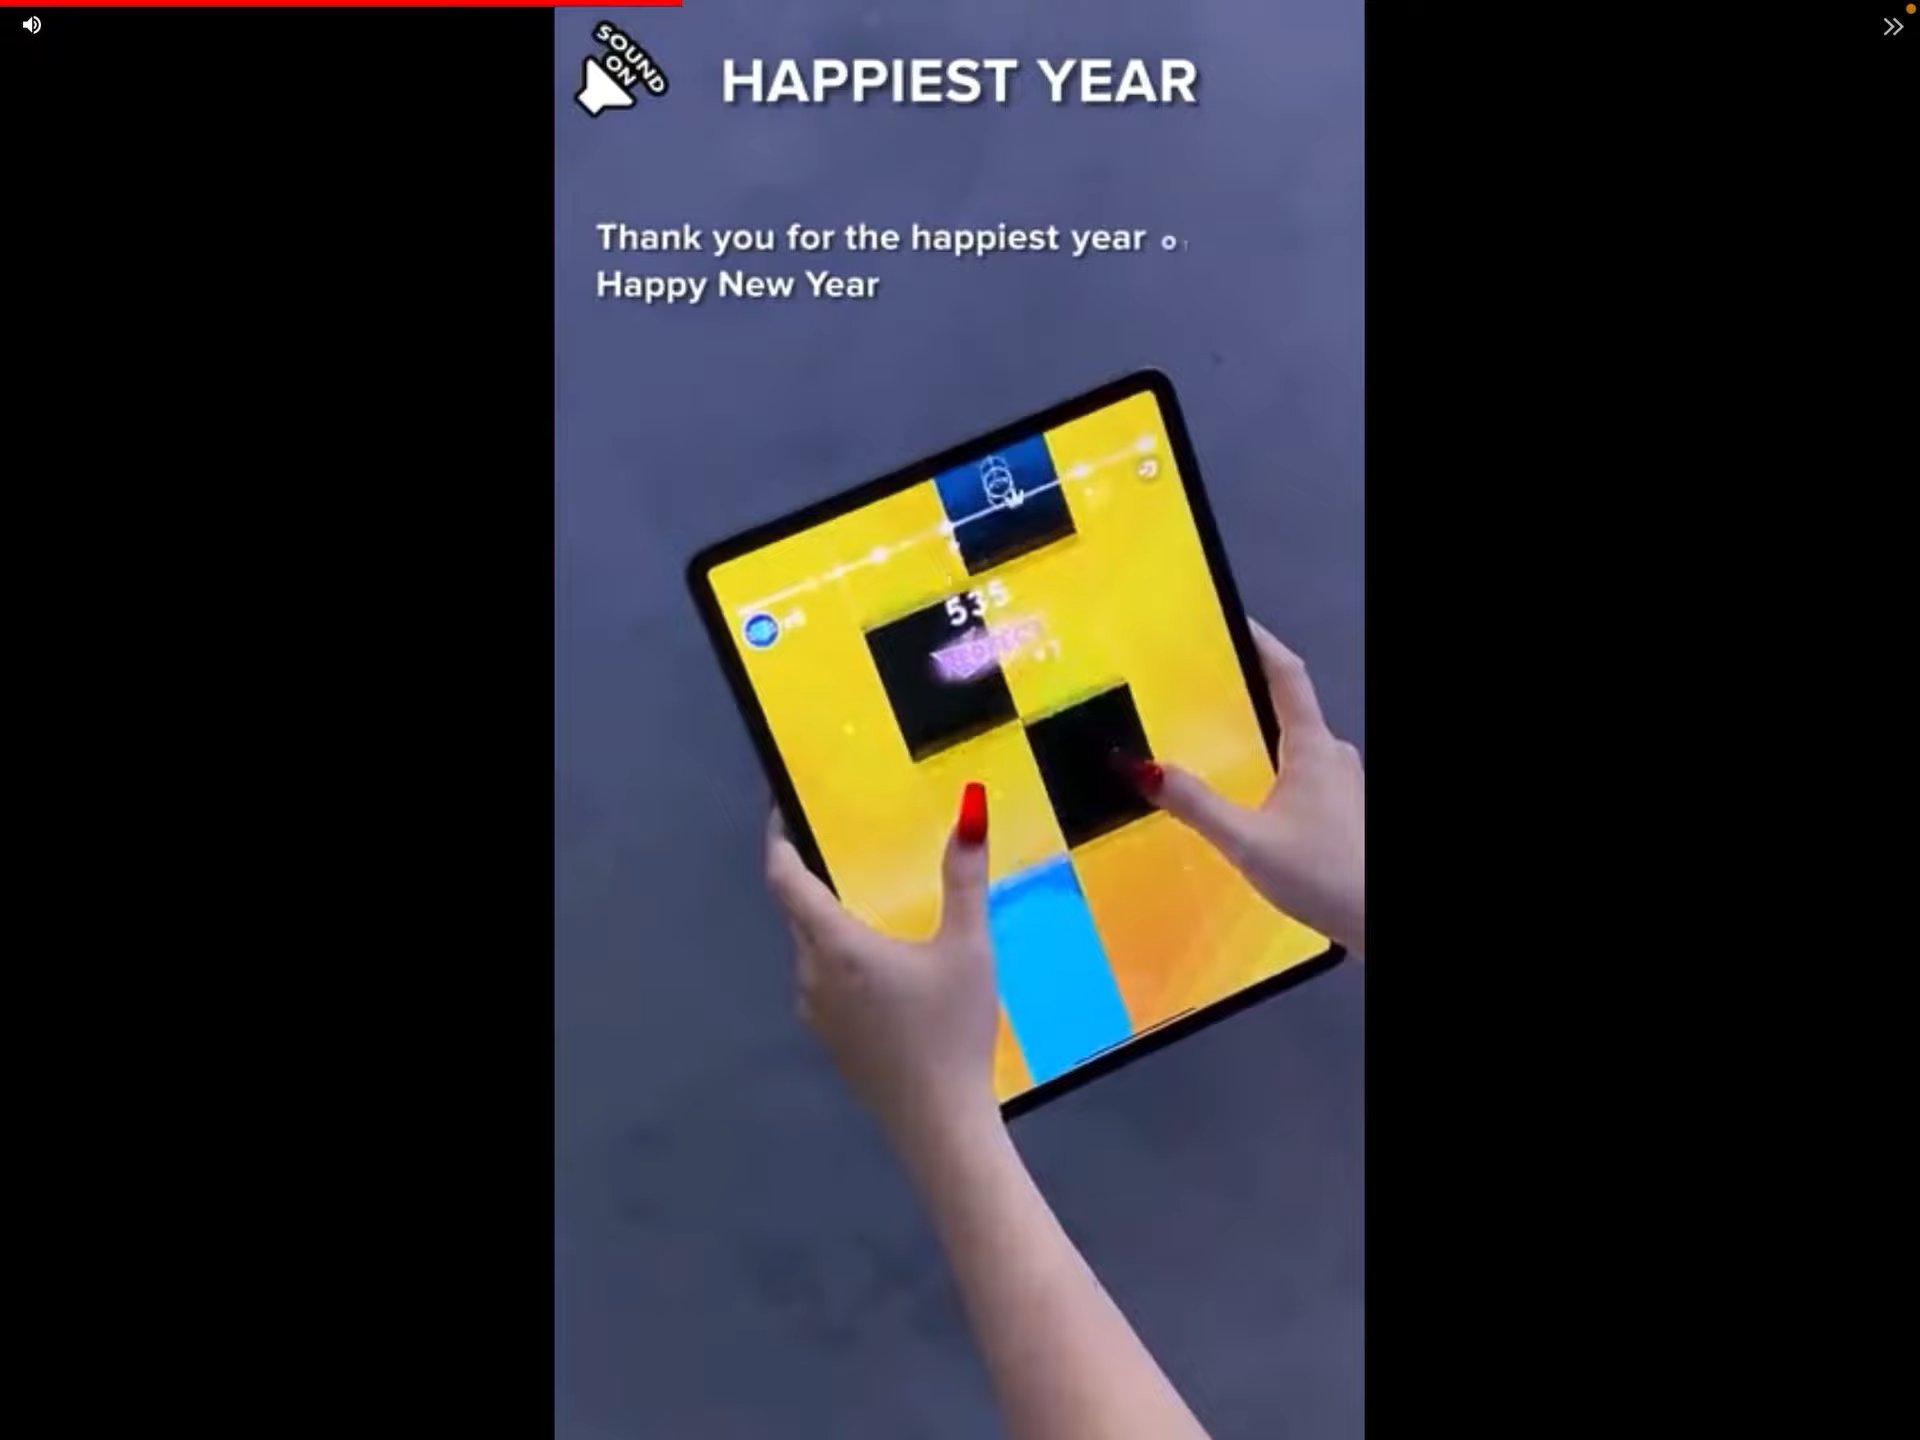 SOUND
ON
HAPPIEST YEAR
Thank you for the happiest year
Happy New Year
535